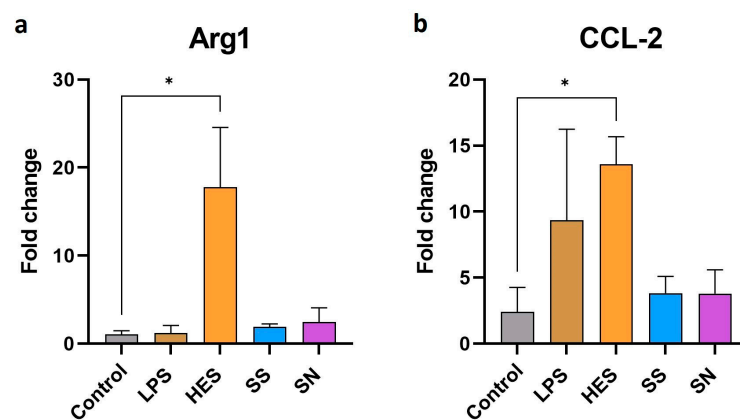 a
Arg1
Fold change
30
20
10
0
*
Control
LPS
HES
SS
SN
b
CCL-2
Fold change
20
15
10
5
0
*
Control
LPS
HES
SS
SN